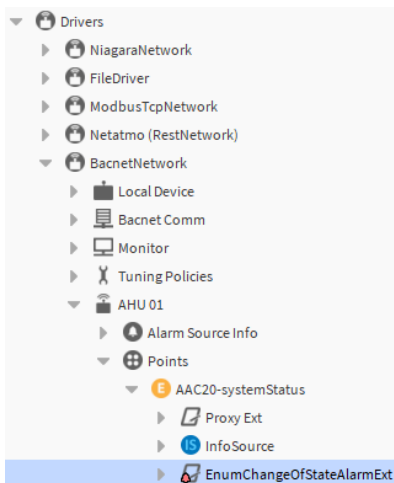 Drivers
NiagaraNetwork
FileDriver
ModbusTcpNetwork
Netatmo (RestNetwork)
BacnetNetwork
Local Device
Bacnet Comm
Monitor
Tuning Policies
AHU 01
Alarm Source Info
Points
E AAC20-systemStatus
Proxy Ext
IS InfoSource
EnumChangeOfStateAlarmExt